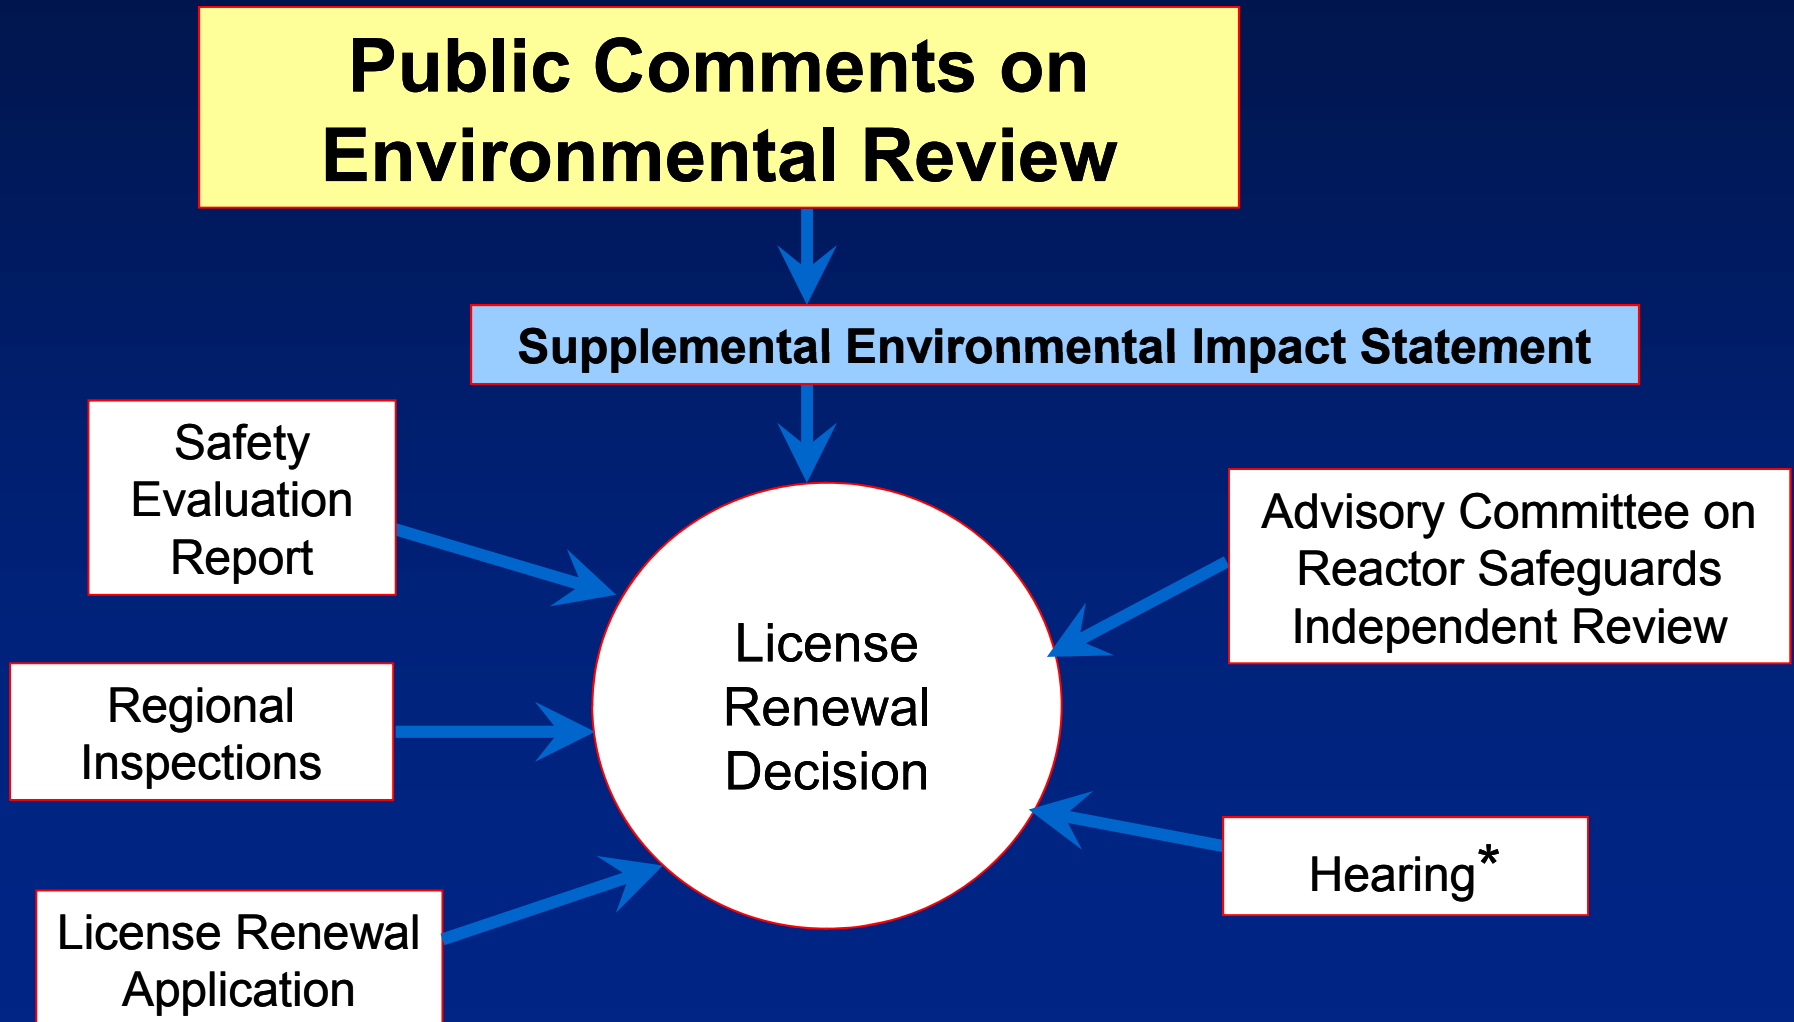 Public Comments on
Environmental Review
Supplemental Environmental Impact Statement
Safety
Evaluation
Report
Advisory Committee on
Reactor Safeguards
Independent Review
License
Renewal
Decision
Regional
Inspections
Hearing*
License Renewal
Application